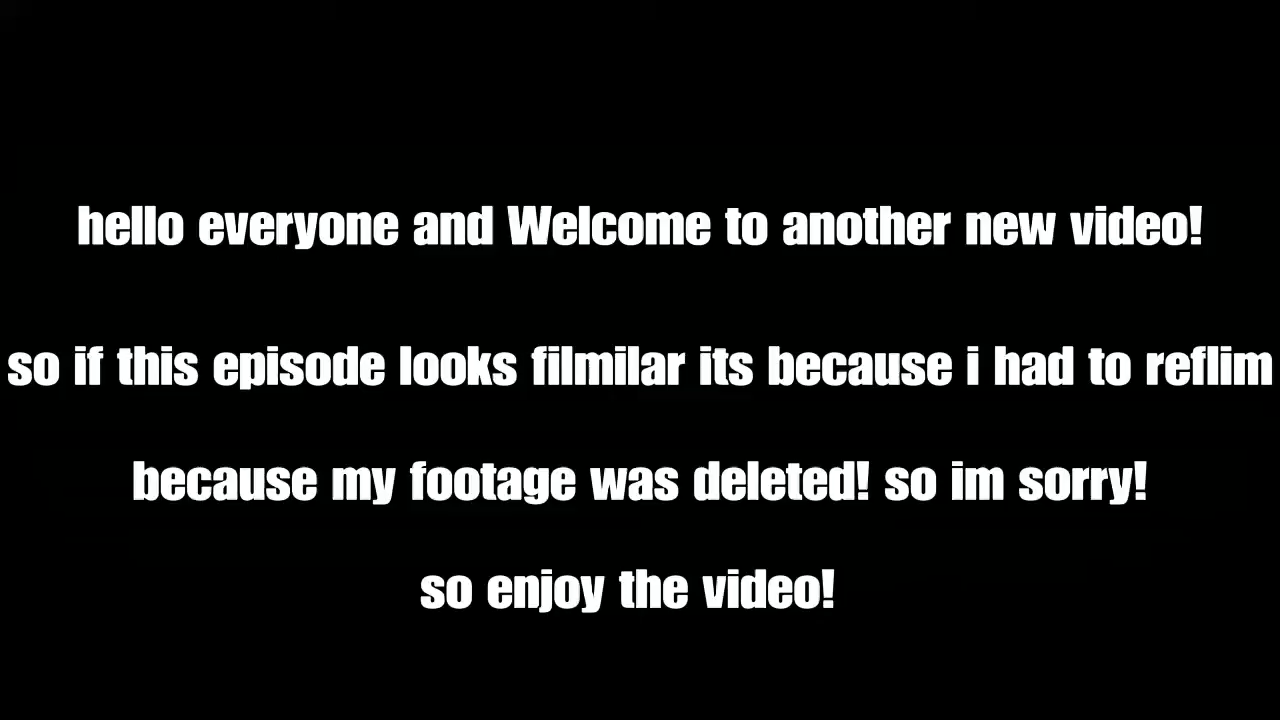 hello everyone and Welcome to another new video!
so if this episode looks filmilar its because i had to reflim
because my footage was deleted! so im sorry!
so enjoy the video!